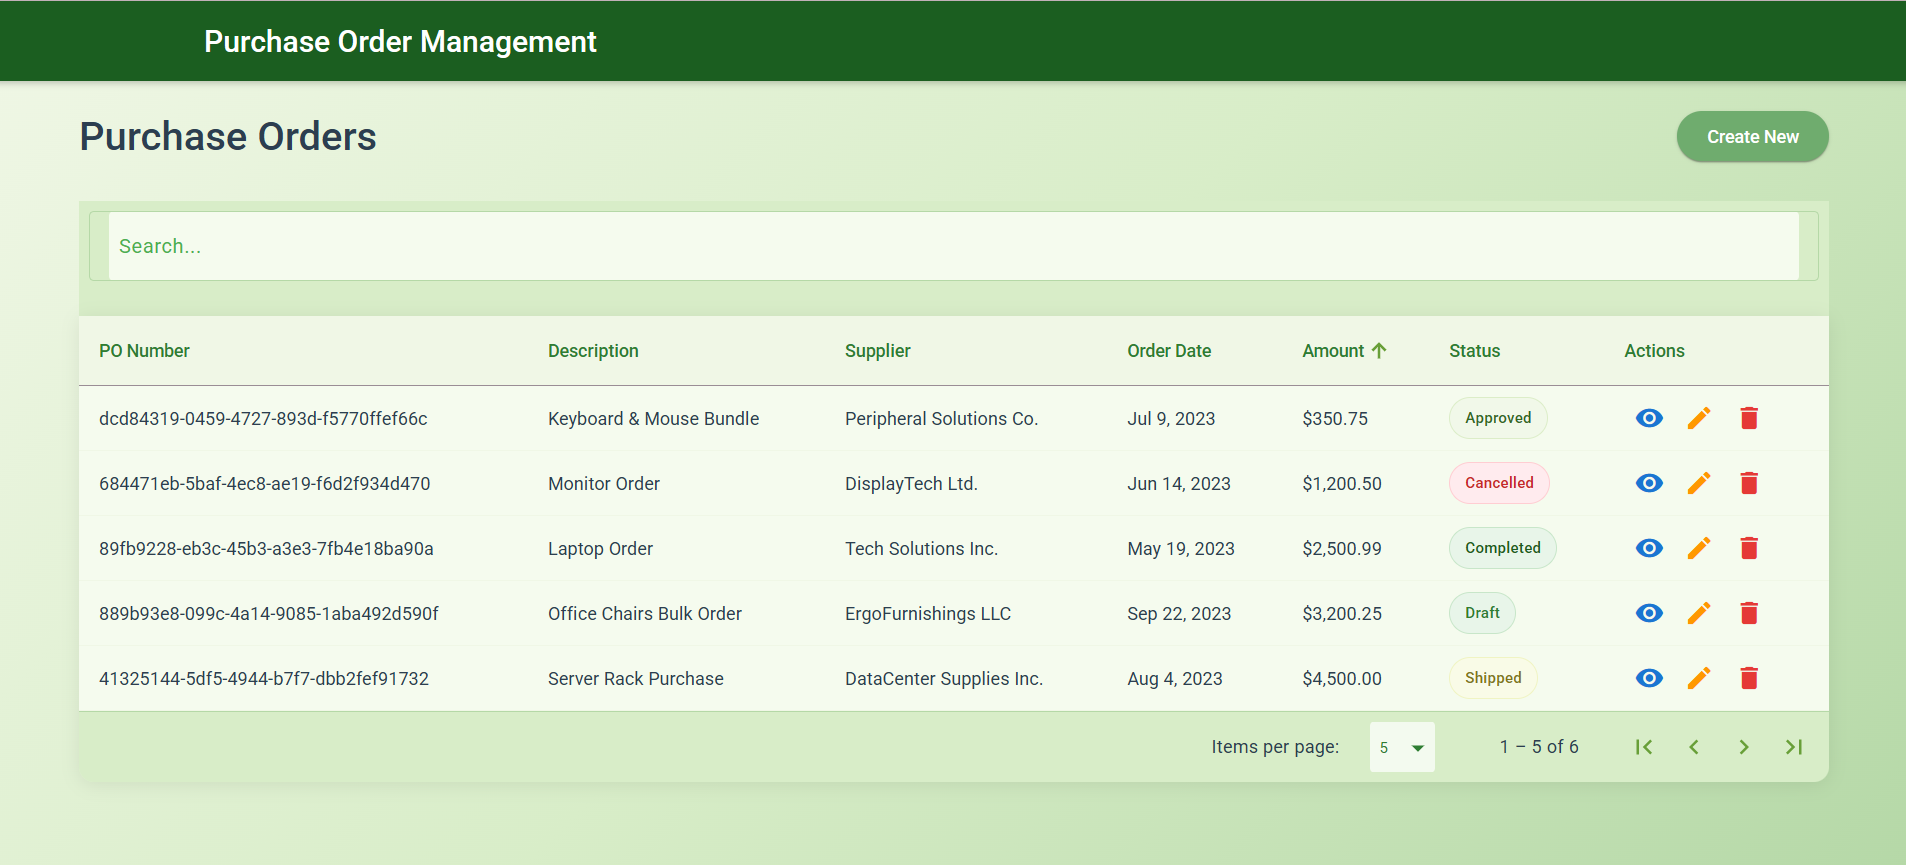 Purchase Order Management
Purchase Orders
Create New
Search...
PO Number Description Supplier Order Date Amount Status Actions
dcd84319-0459-4727-893d-f5770ffef66c Keyboard & Mouse Bundle Peripheral Solutions Co. Jul 9, 2023 $350.75 Approved
684471eb-5baf-4ec8-ae19-f6d2f934d470 Monitor Order DisplayTech Ltd. Jun 14, 2023 $1,200.50 Cancelled
89fb9228-eb3c-45b3-a3e3-7fb4e18ba90a Laptop Order Tech Solutions Inc. May 19, 2023 $2,500.99 Completed
889b93e8-099c-4a14-9085-1aba492d590f Office Chairs Bulk Order ErgoFurnishings LLC Sep 22, 2023 $3,200.25 Draft
41325144-5df5-4944-b7f7-dbb2fef91732 Server Rack Purchase DataCenter Supplies Inc. Aug 4, 2023 $4,500.00 Shipped
Items per page: 5 1 – 5 of 6